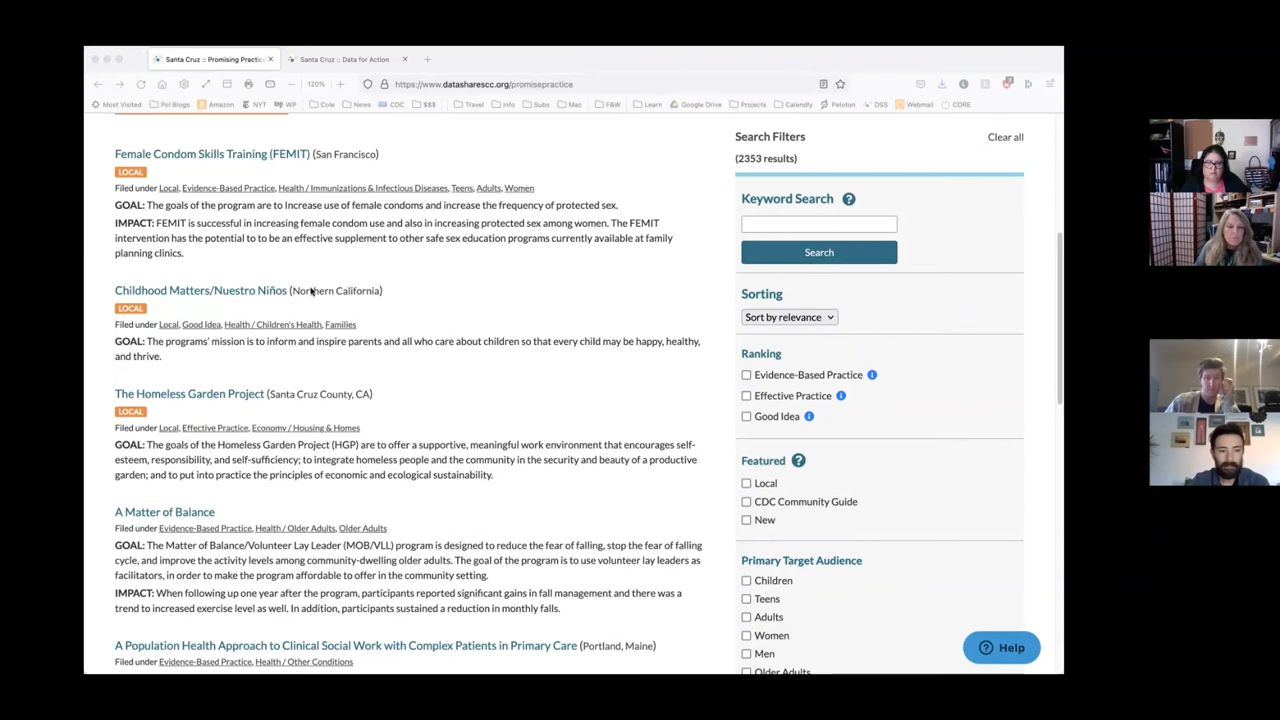 Santa Cruz :: Promising Practic
Santa Cruz :: Data for Action
120%
https://www.datasharescc.org/promisepractice
Most Visited
Pol Blogs
Amazon
NYT
WP
Cole
News
CDC
$$$
Travel
Info
Subs
Mac
F&W
Learn
Google Drive
Projects
Calendly
Peloton
DSS
Webmail
CORE
Female Condom Skills Training (FEMIT) (San Francisco)
LOCAL
Filed under Local, Evidence-Based Practice, Health / Immunizations & Infectious Diseases, Teens, Adults, Women
GOAL: The goals of the program are to Increase use of female condoms and increase the frequency of protected sex.
IMPACT: FEMIT is successful in increasing female condom use and also in increasing protected sex among women. The FEMIT
intervention has the potential to to be an effective supplement to other safe sex education programs currently available at family
planning clinics.
Childhood Matters/Nuestro Niños (Northern California)
LOCAL
Filed under Local, Good Idea, Health / Children's Health, Families
GOAL: The programs' mission is to inform and inspire parents and all who care about children so that every child may be happy, healthy,
and thrive.
The Homeless Garden Project (Santa Cruz County, CA)
LOCAL
Filed under Local, Effective Practice, Economy / Housing & Homes
GOAL: The goals of the Homeless Garden Project (HGP) are to offer a supportive, meaningful work environment that encourages self-
esteem, responsibility, and self-sufficiency; to integrate homeless people and the community in the security and beauty of a productive
garden; and to put into practice the principles of economic and ecological sustainability.
A Matter of Balance
Filed under Evidence-Based Practice, Health / Older Adults, Older Adults
GOAL: The Matter of Balance/Volunteer Lay Leader (MOB/VLL) program is designed to reduce the fear of falling, stop the fear of falling
cycle, and improve the activity levels among community-dwelling older adults. The goal of the program is to use volunteer lay leaders as
facilitators, in order to make the program affordable to offer in the community setting.
IMPACT: When following up one year after the program, participants reported significant gains in fall management and there was a
trend to increased exercise level as well. In addition, participants sustained a reduction in monthly falls.
A Population Health Approach to Clinical Social Work with Complex Patients in Primary Care (Portland, Maine)
Filed under Evidence-Based Practice, Health / Other Conditions
Search Filters
Clear all
(2353 results)
Keyword Search
Search
Sorting
Sort by relevance
Ranking
Evidence-Based Practice
Effective Practice
Good Idea
Featured
Local
CDC Community Guide
New
Primary Target Audience
Children
Teens
Adults
Women
Men
Older Adults
Help